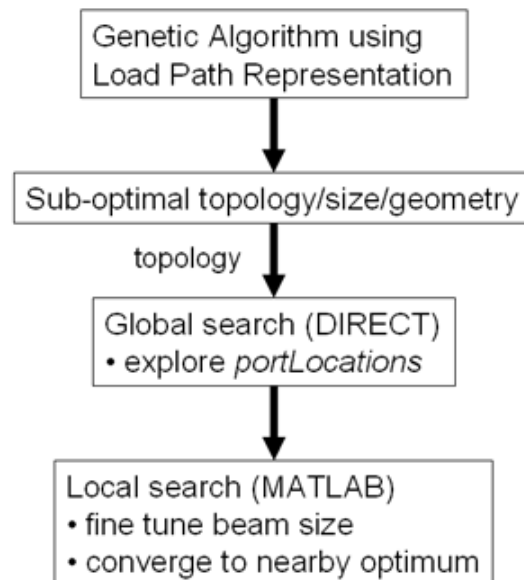 Genetic Algorithm using
Load Path Representation
Sub-optimal topology/size/geometry
topology
Global search (DIRECT)
• explore portLocations
Local search (MATLAB)
• fine tune beam size
• converge to nearby optimum